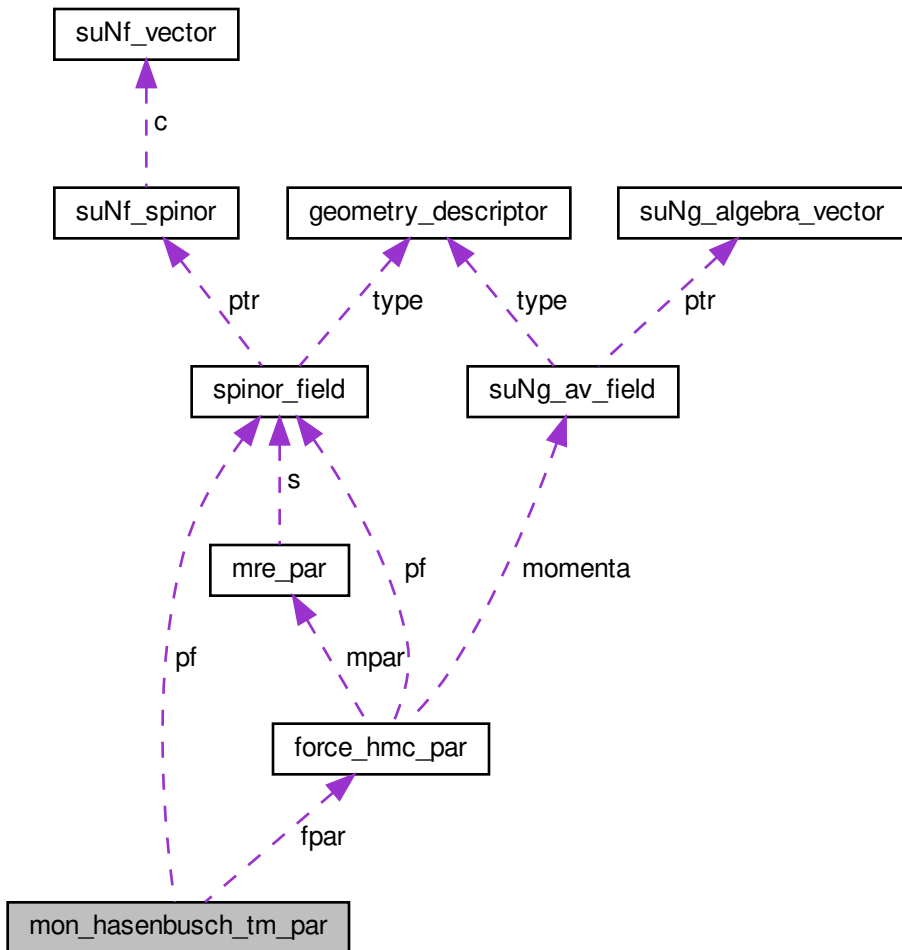 suNf_vector
c
suNf_spinor
geometry_descriptor
suNg_algebra_vector
ptr
type
type
ptr
spinor_field
suNg_av_field
s
mre_par
pf
momenta
pf
mpar
force_hmc_par
fpar
mon_hasenbusch_tm_par